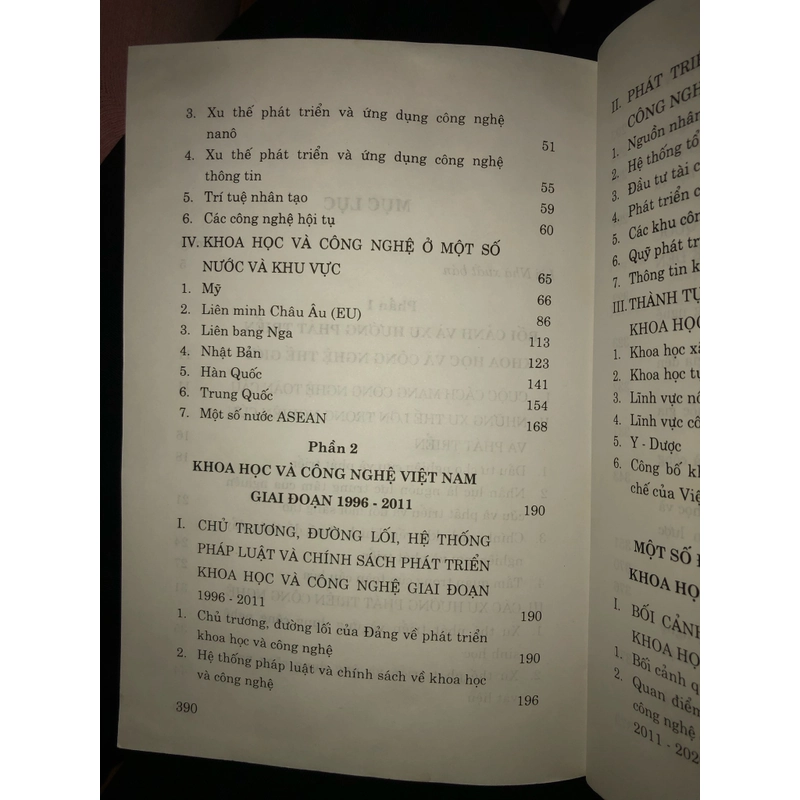 3. Xu thế phát triển và ứng dụng công nghệ
nanô 51
4. Xu thế phát triển và ứng dụng công nghệ
thông tin 55
5. Trí tuệ nhân tạo 59
6. Các công nghệ hội tụ 60
IV. KHOA HỌC VÀ CÔNG NGHỆ Ở MỘT SỐ
NƯỚC VÀ KHU VỰC 65
1. Mỹ 66
2. Liên minh Châu Âu (EU) 86
3. Liên bang Nga 113
4. Nhật Bản 123
5. Hàn Quốc 141
6. Trung Quốc 154
7. Một số nước ASEAN 168
Phần 2
KHOA HỌC VÀ CÔNG NGHỆ VIỆT NAM
GIAI ĐOẠN 1996 - 2011 190
I. CHỦ TRƯƠNG, ĐƯỜNG LỐI, HỆ THỐNG
PHÁP LUẬT VÀ CHÍNH SÁCH PHÁT TRIỂN
KHOA HỌC VÀ CÔNG NGHỆ GIAI ĐOẠN
1996 - 2011 190
1. Chủ trương, đường lối của Đảng về phát triển
khoa học và công nghệ 190
2. Hệ thống pháp luật và chính sách về khoa học
và công nghệ 196
390
II. PHÁT TRIỂ
CÔNG NGH
1. Nguồn nhân
2. Hệ thống tổ
3. Đầu tư tài c
4. Phát triển c
5. Các khu côn
6. Quỹ phát tr
7. Thông tin k
III. THÀNH TỰ
KHOA HỌC
1. Khoa học xã
2. Khoa học tự
3. Lĩnh vực nô
4. Lĩnh vực cô
5. Y - Dược
6. Công bố kh
chế của Việ
MỘT SỐ
KHOA HỌ
I. BỐI CẢN
KHOA HỌ
1. Bối cảnh q
2. Quan điểm
công nghệ
2011 - 202